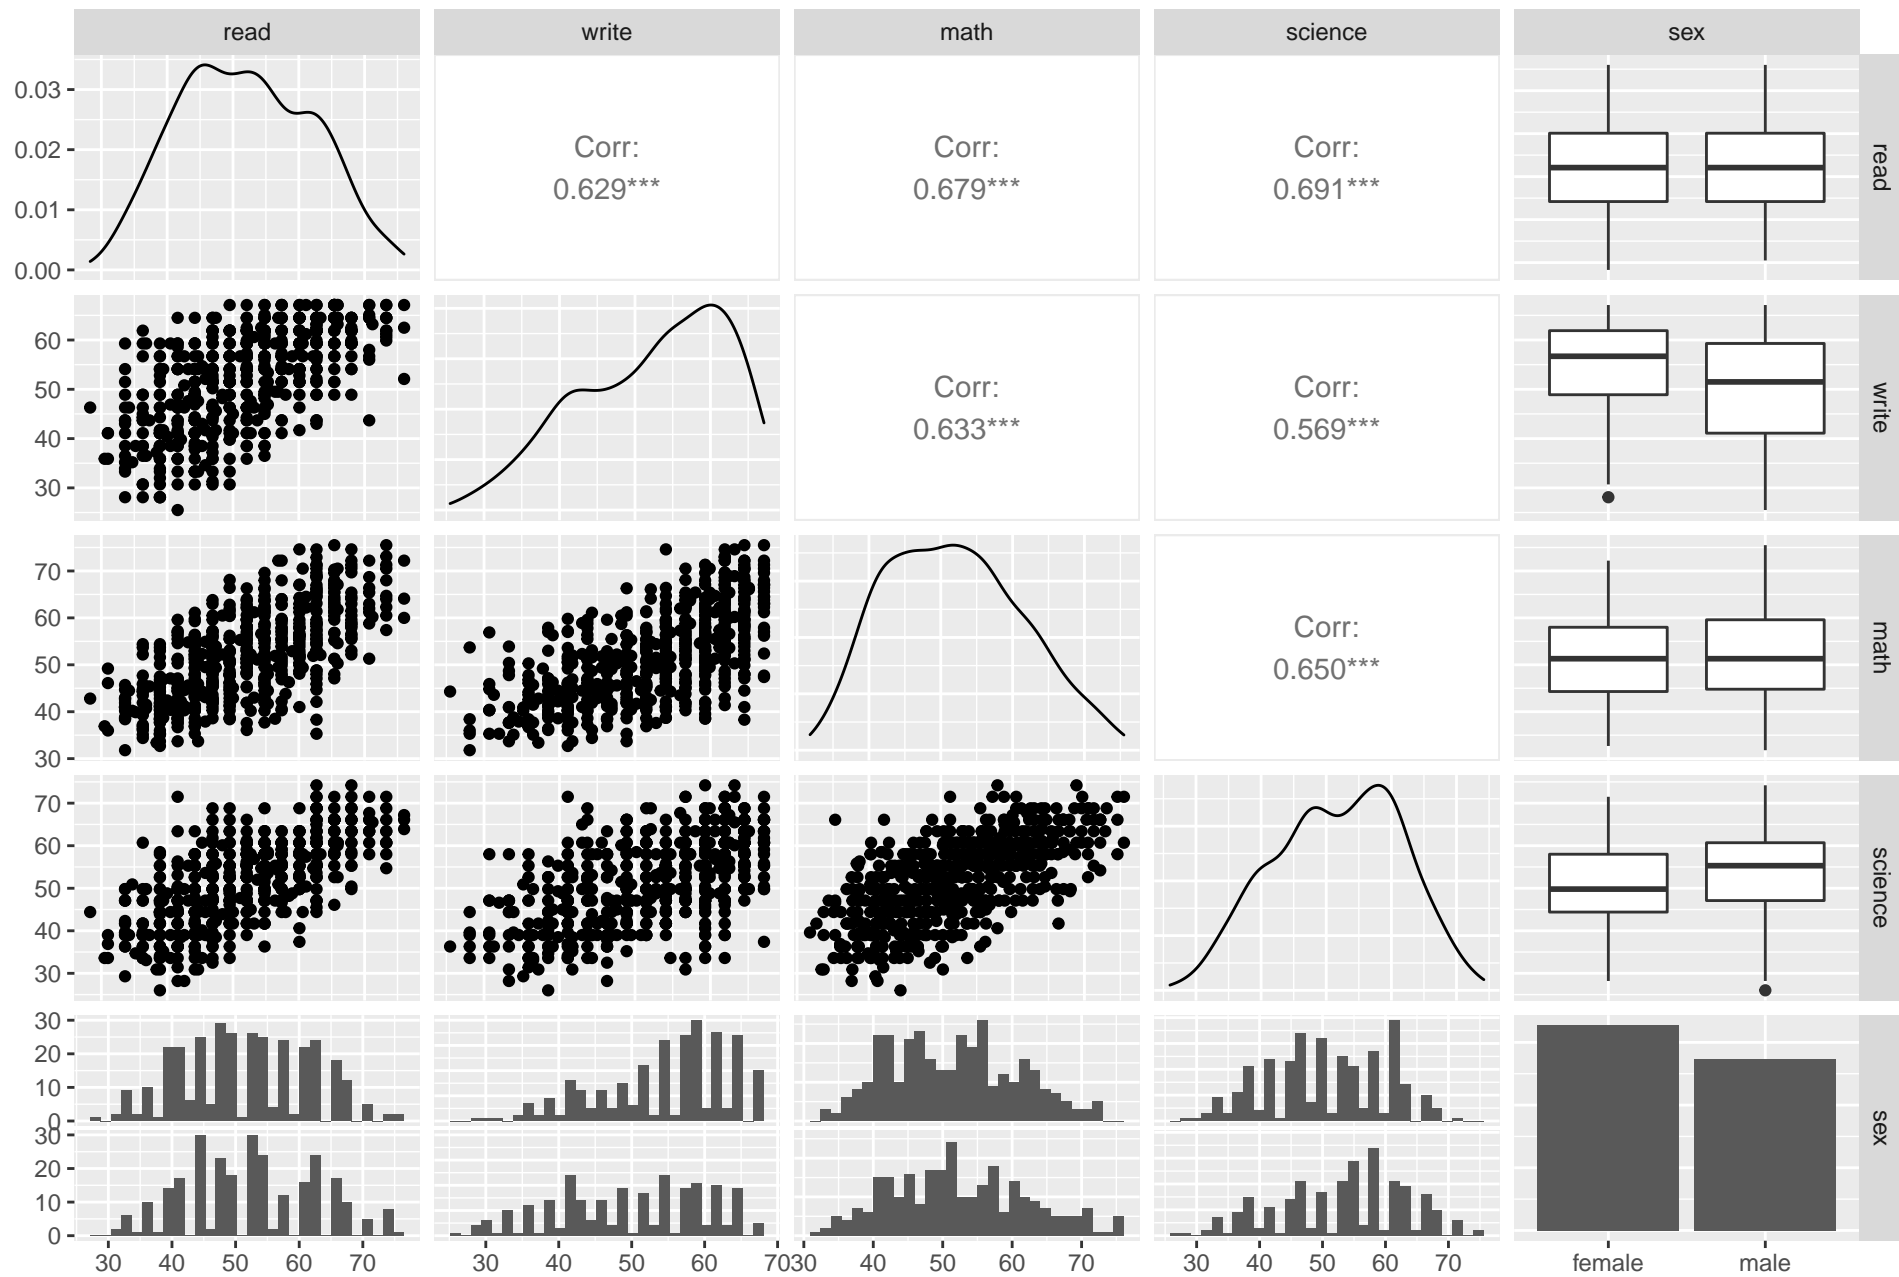 read write math science sex
0.03
0.02
0.01
0.00
Corr:
0.629***
Corr:
0.679***
Corr:
0.691***
read
60
50
40
30
Corr:
0.633***
Corr:
0.569***
write
70
60
50
40
30
Corr:
0.650***
math
70
60
50
40
30
science
30
20
10
0
30
20
10
0
sex
30 40 50 60 70
30 40 50 60 70
30 40 50 60 70
30 40 50 60 70
female male